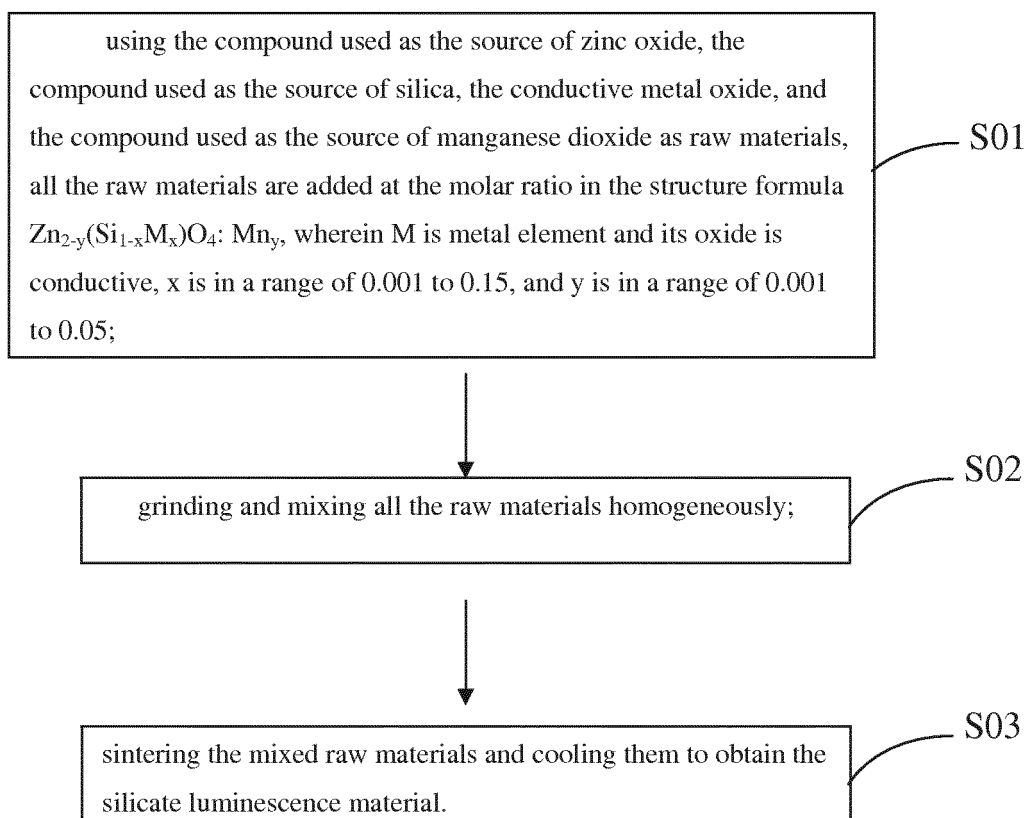 using the compound used as the source of zinc oxide, the
compound used as the source of silica, the conductive metal oxide, and
the compound used as the source of manganese dioxide as raw materials,
all the raw materials are added at the molar ratio in the structure formula
Zn₂₋ᵧ(Si₁₋ₓMₓ)O₄: Mnᵧ, wherein M is metal element and its oxide is
conductive, x is in a range of 0.001 to 0.15, and y is in a range of 0.001
to 0.05;
S01
grinding and mixing all the raw materials homogeneously;
S02
sintering the mixed raw materials and cooling them to obtain the
silicate luminescence material.
S03